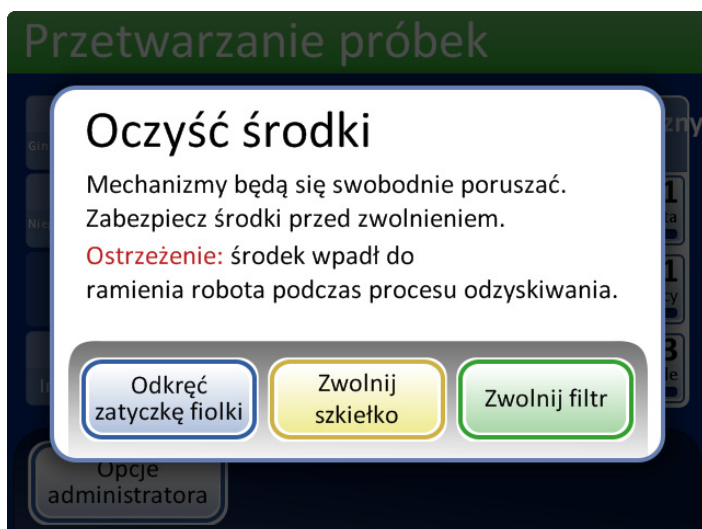 Przetwarzanie próbek
Oczyść środki
Mechanizmy będą się swobodnie poruszać.
Zabezpiecz środki przed zwolnieniem.
Ostrzeżenie: środek wpadł do
ramienia robota podczas procesu odzyskiwania.
Odkręć
zatyczkę fiolki
Zwolnij
szkiełko
Zwolnij filtr
Opcje
administratora